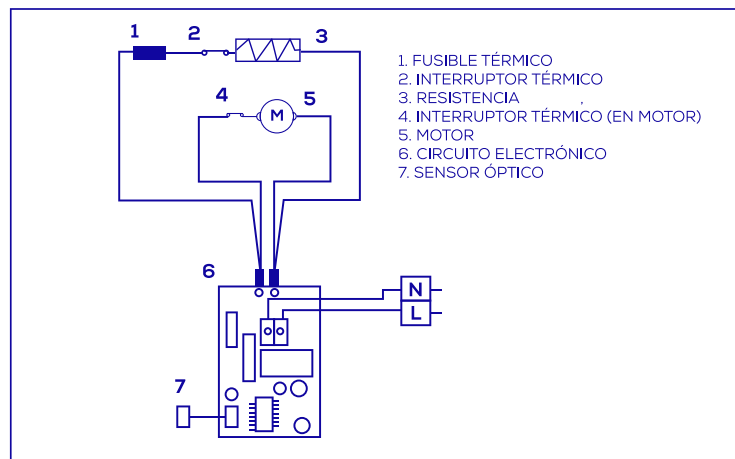 1
2
3
4
5
M
1. FUSIBLE TÉRMICO
2. INTERRUPTOR TÉRMICO
3. RESISTENCIA
4. INTERRUPTOR TÉRMICO (EN MOTOR)
5. MOTOR
6. CIRCUITO ELECTRÓNICO
7. SENSOR ÓPTICO
6
N
L
7